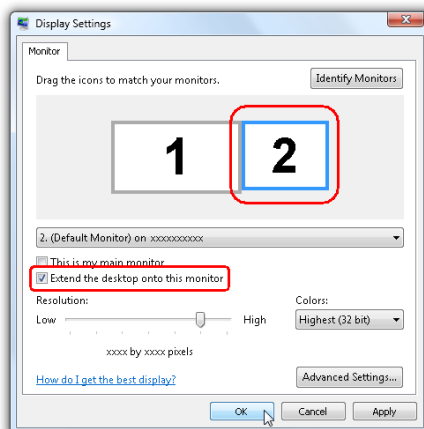 Display Settings
Monitor
Drag the icons to match your monitors.
Identify Monitors
1
2
2. (Default Monitor) on xxxxxxxxxx
This is my main monitor
Extend the desktop onto this monitor
Resolution:
Colors:
Low
High
Highest (32 bit)
xxxx by xxxx pixels
How do I get the best display?
Advanced Settings...
OK
Cancel
Apply